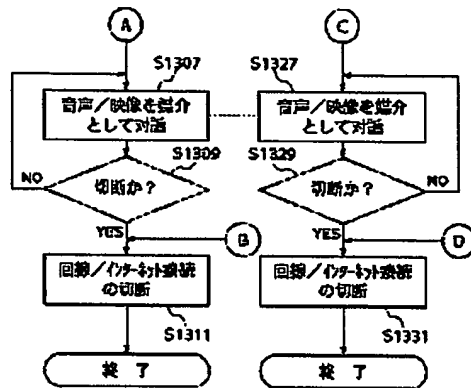 A
S1307
音声／映像を媒介
として対話
S1309
切断か？
NO
YES
B
回線／インターネット接続
の切断
S1311
終了
C
S1327
音声／映像を媒介
として対話
S1329
切断か？
NO
YES
D
回線／インターネット接続
の切断
S1331
終了